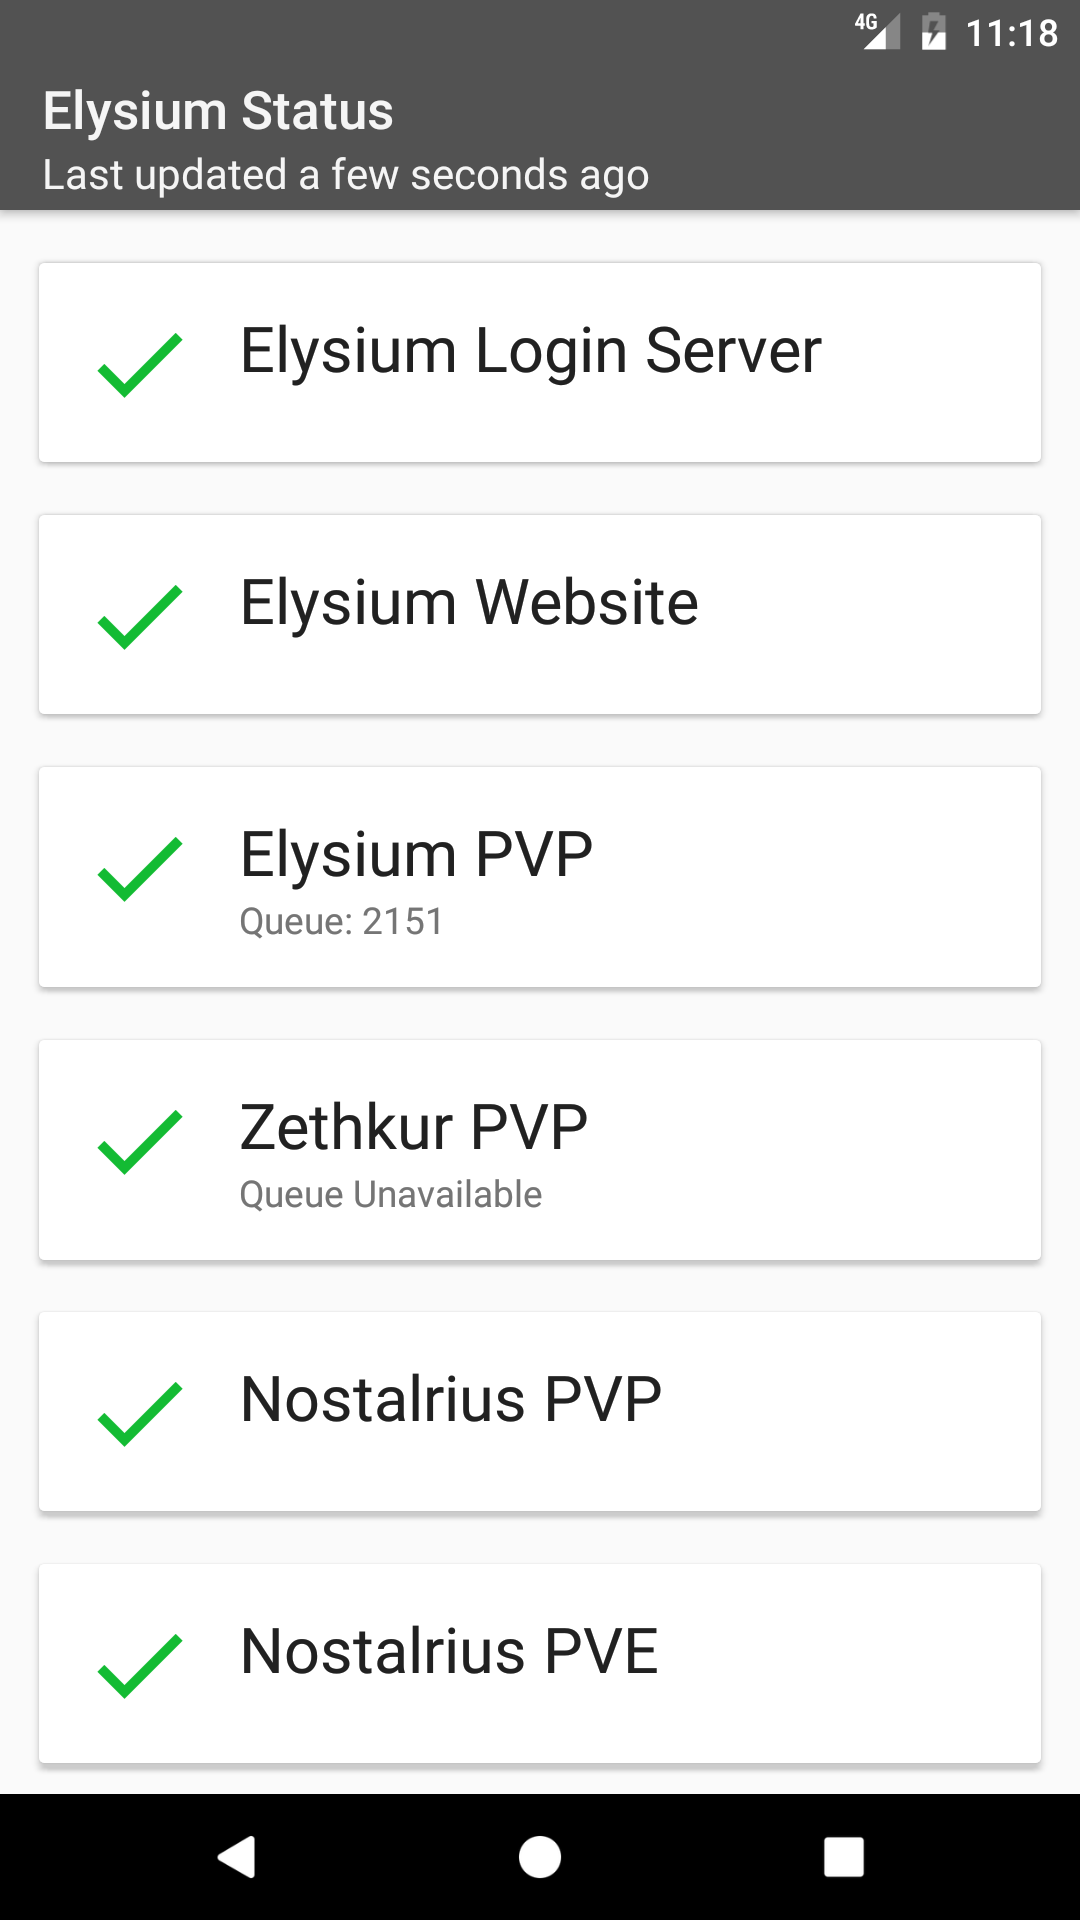 4G 11:18
Elysium Status
Last updated a few seconds ago
Elysium Login Server
Elysium Website
Elysium PVP
Queue: 2151
Zethkur PVP
Queue Unavailable
Nostalrius PVP
Nostalrius PVE